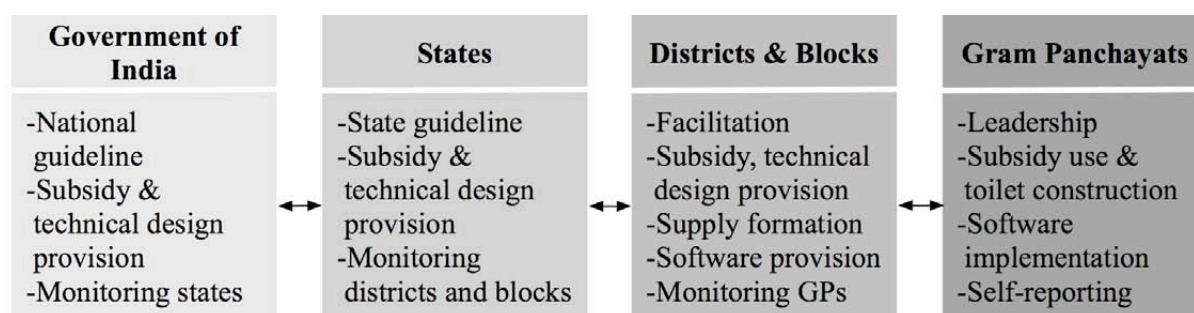 Government of
India
-National
guideline
-Subsidy &
technical design
provision
-Monitoring states
States
-State guideline
-Subsidy &
technical design
provision
-Monitoring
districts and blocks
Districts & Blocks
-Facilitation
-Subsidy, technical
design provision
-Supply formation
-Software provision
-Monitoring GPs
Gram Panchayats
-Leadership
-Subsidy use &
toilet construction
-Software
implementation
-Self-reporting